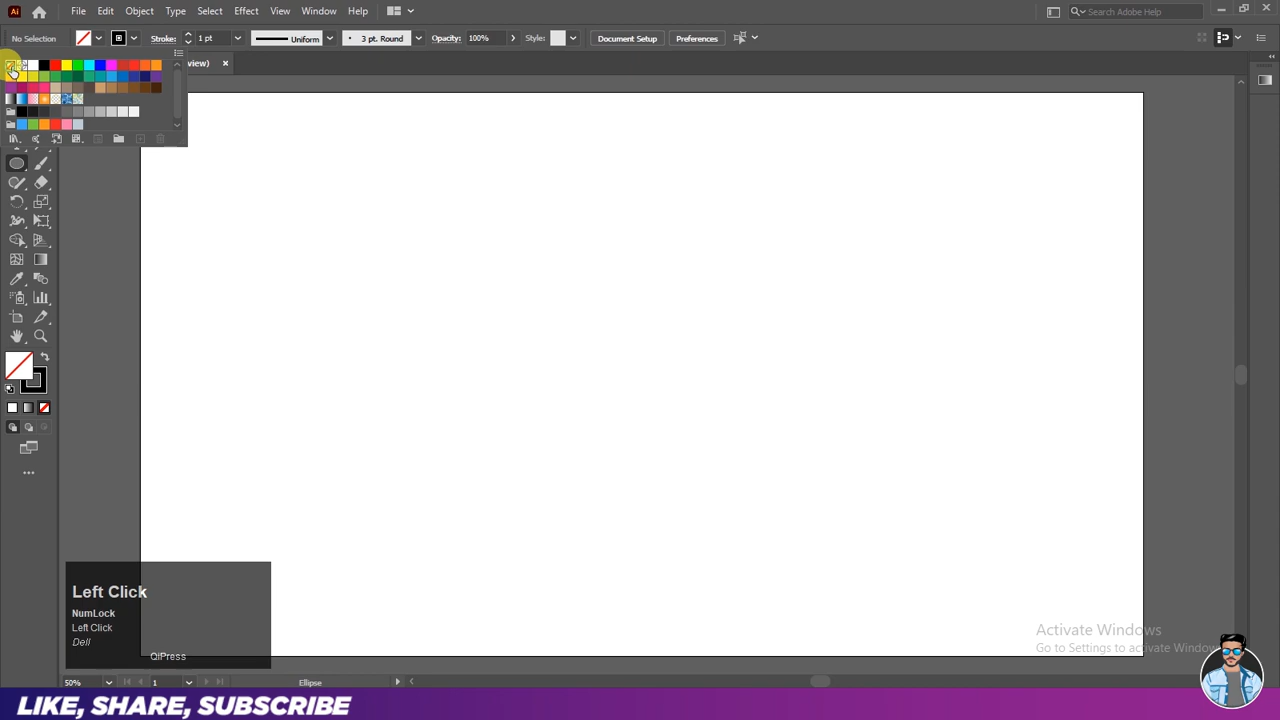 Ai File Edit Object Type Select Effect View Window Help Search Adobe Help
No Selection Stroke: 1 pt Uniform 3 pt. Round Opacity: 100% Style: Document Setup Preferences
view)
Left Click
NumLock
Left Click
Dell
QiPress
Activate Windows
Go to Settings to activate Windows
50% 1 Ellipse
LIKE, SHARE, SUBSCRIBE